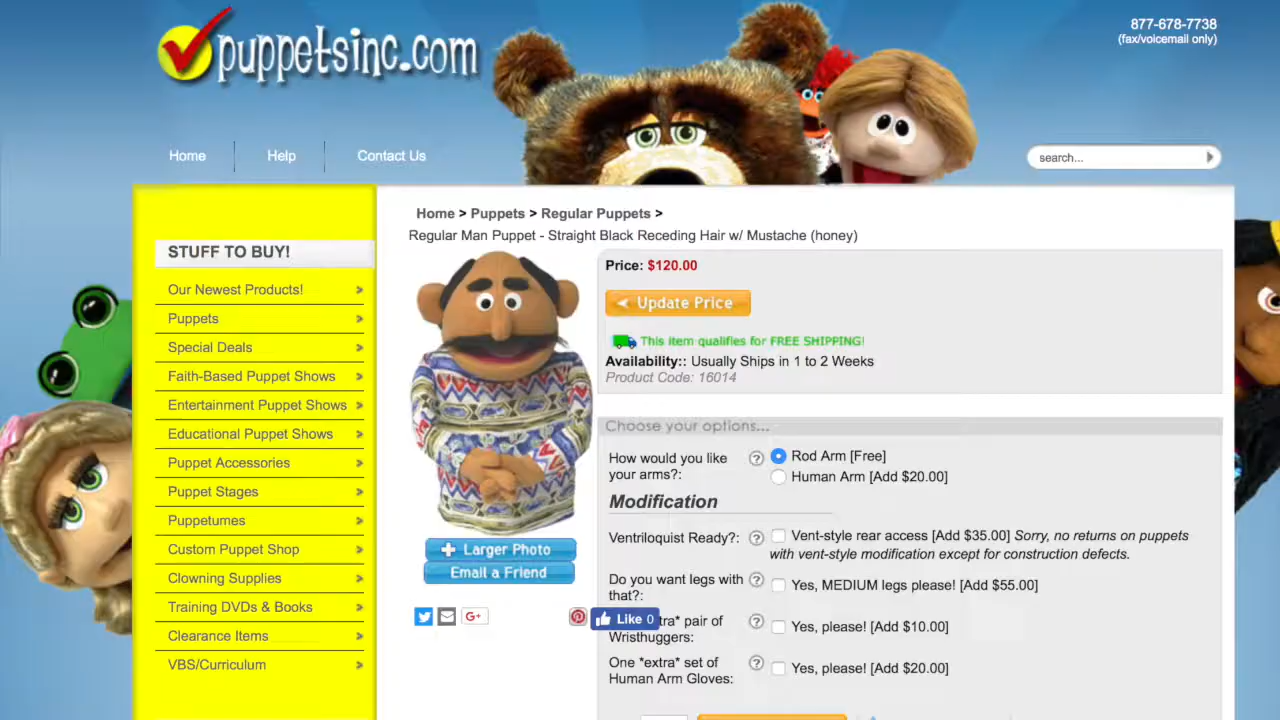 puppetsinc.com
877-678-7738
(fax/voicemail only)
Home
Help
Contact Us
search...
STUFF TO BUY!
Our Newest Products!
Puppets
Special Deals
Faith-Based Puppet Shows
Entertainment Puppet Shows
Educational Puppet Shows
Puppet Accessories
Puppet Stages
Puppetumes
Custom Puppet Shop
Clowning Supplies
Training DVDs & Books
Clearance Items
VBS/Curriculum
Home > Puppets > Regular Puppets >
Regular Man Puppet - Straight Black Receding Hair w/ Mustache (honey)
Larger Photo
Email a Friend
G+
Like 0
Price: $120.00
Update Price
This item qualifies for FREE SHIPPING!
Availability:: Usually Ships in 1 to 2 Weeks
Product Code: 16014
Choose your options...
How would you like
your arms?:
? Rod Arm [Free]
Human Arm [Add $20.00]
Modification
Ventriloquist Ready?: ? Vent-style rear access [Add $35.00] Sorry, no returns on puppets
with vent-style modification except for construction defects.
Do you want legs with
that?:
? Yes, MEDIUM legs please! [Add $55.00]
tra* pair of
Wristhuggers:
? Yes, please! [Add $10.00]
One *extra* set of
Human Arm Gloves:
? Yes, please! [Add $20.00]